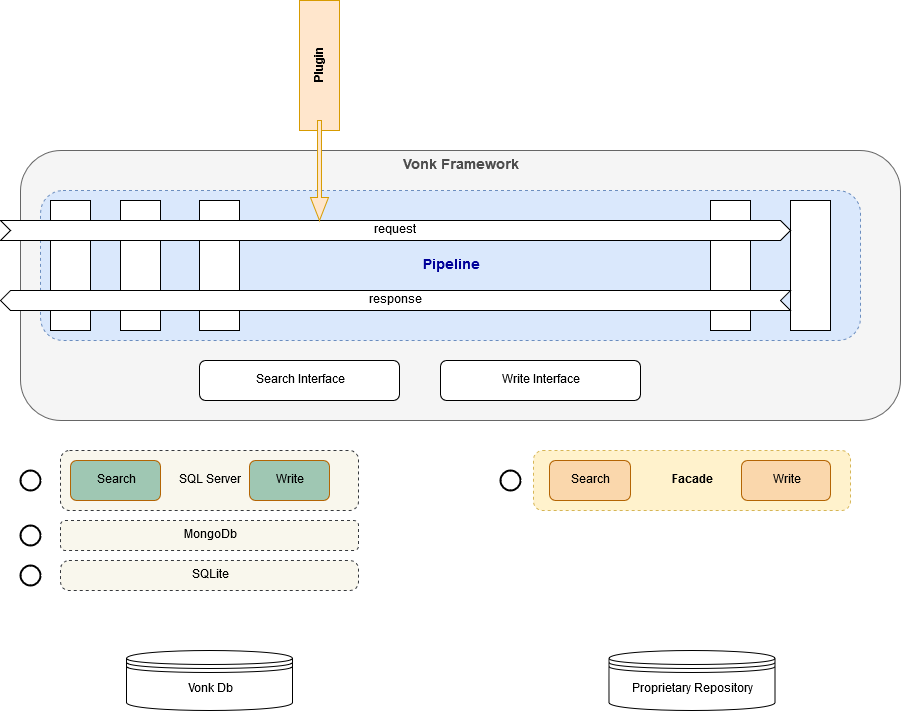 Plugin
Vonk Framework
request
Pipeline
response
Search Interface
Write Interface
Search
SQL Server
Write
Search
Facade
Write
MongoDb
SQLite
Vonk Db
Proprietary Repository